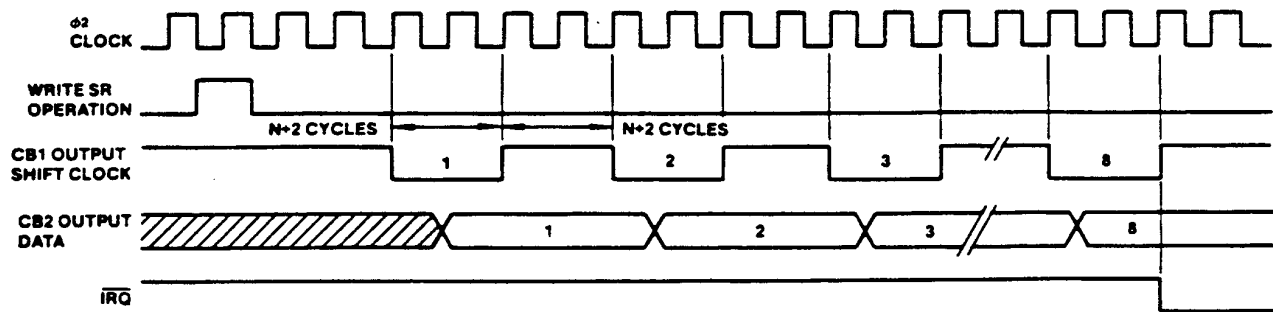 ϕ2
CLOCK
WRITE SR
OPERATION
N+2 CYCLES
N+2 CYCLES
CB1 OUTPUT
SHIFT CLOCK
1
2
3
8
CB2 OUTPUT
DATA
1
2
3
8
IRQ